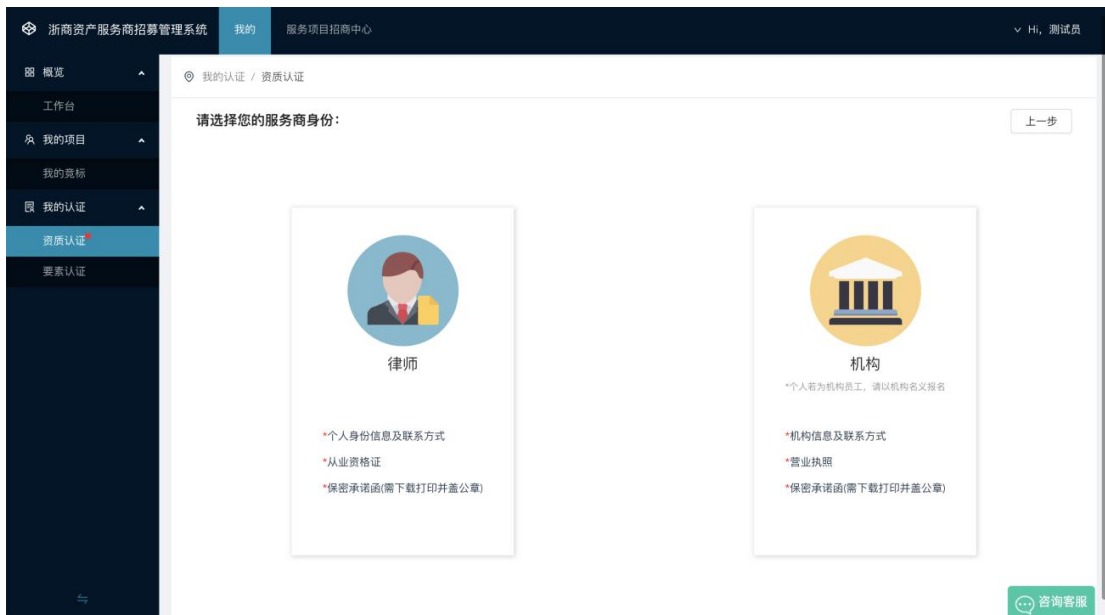 浙商资产服务商招募管理系统 我的 服务项目招商中心 Hi, 测试员
概览
我的认证 / 资质认证
工作台
请选择您的服务商身份：
上一步
我的项目
我的竞标
我的认证
资质认证
要素认证
律师
*个人身份信息及联系方式
*从业资格证
*保密承诺函(需下载打印并盖公章)
机构
*个人若为机构员工，请以机构名义报名
*机构信息及联系方式
*营业执照
*保密承诺函(需下载打印并盖公章)
咨询客服